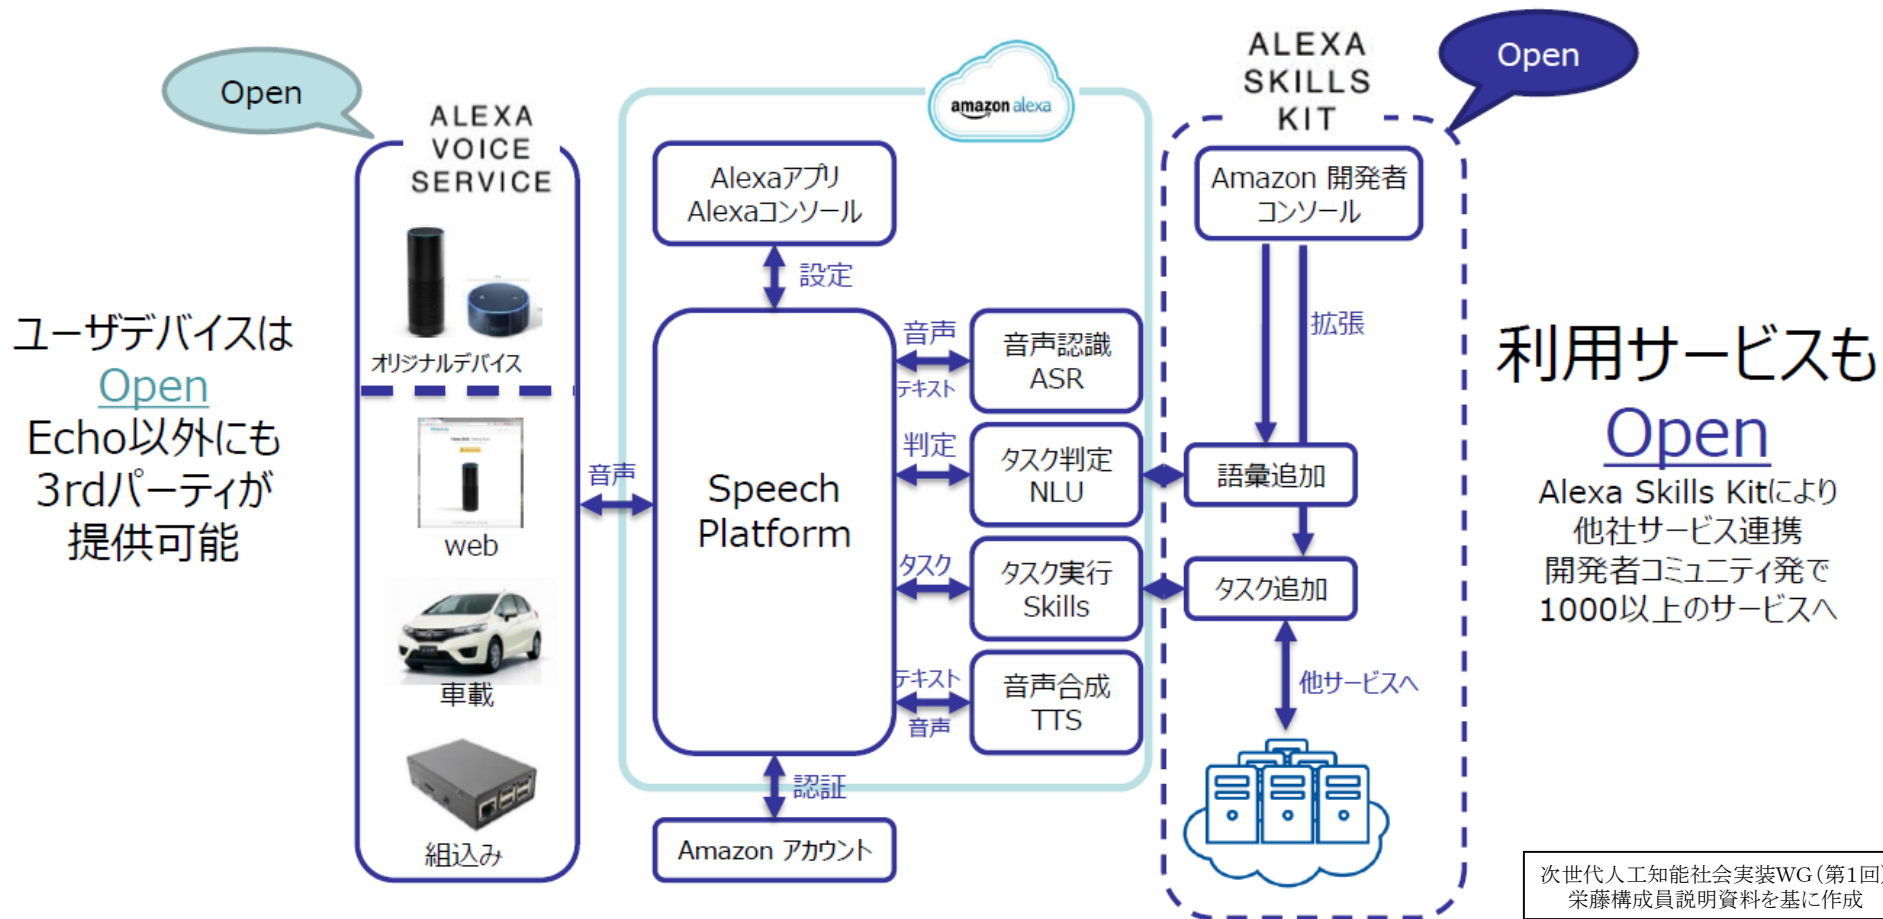 Open
ALEXA
VOICE
SERVICE
オリジナルデバイス
web
車載
組込み
ユーザデバイスは
Open
Echo以外にも
3rdパーティが
提供可能
音声
amazon alexa
Alexaアプリ
Alexaコンソール
設定
Speech
Platform
音声
テキスト
音声認識
ASR
判定
タスク判定
NLU
タスク
タスク実行
Skills
テキスト
音声
音声合成
TTS
認証
Amazon アカウント
ALEXA
SKILLS
KIT
Open
Amazon 開発者
コンソール
拡張
語彙追加
タスク追加
他サービスへ
利用サービスも
Open
Alexa Skills Kitにより
他社サービス連携
開発者コミュニティ発で
1000以上のサービスへ
次世代人工知能社会実装WG(第1回)
栄藤構成員説明資料を基に作成